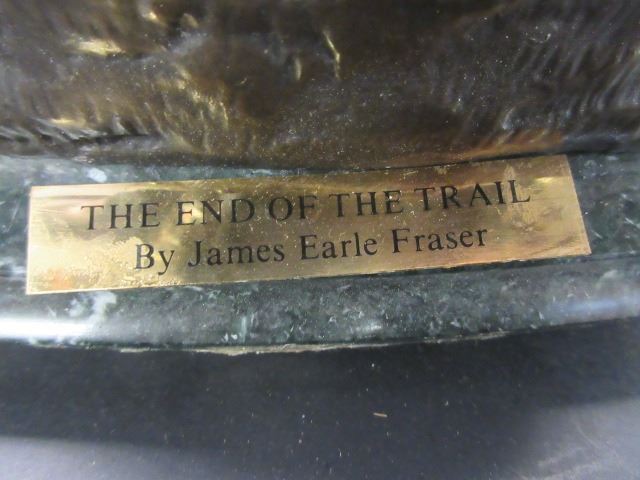 THE END OF THE TRAIL
By James Earle Fraser